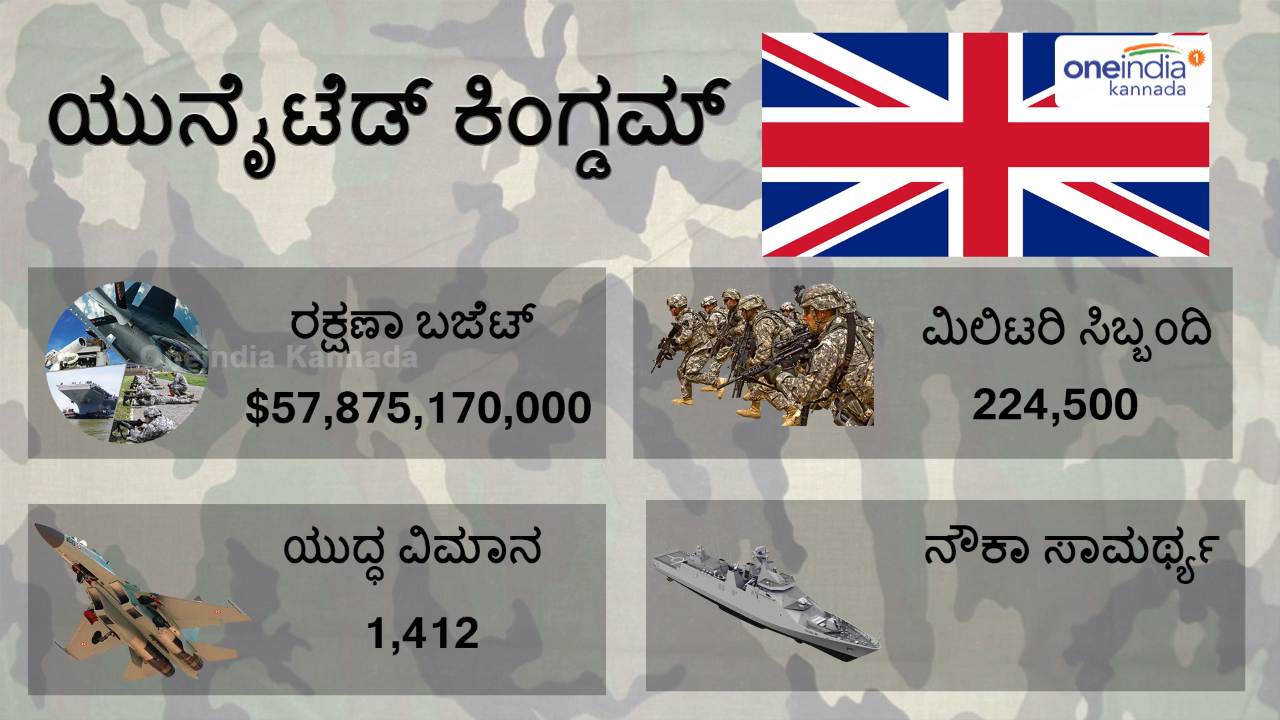 ಯುನೈಟೆಡ್ ಕಿಂಗ್ಡಮ್
oneindia
kannada
ರಕ್ಷಣಾ ಬಜೆಟ್
Oneindia Kannada
$57,875,170,000
ಮಿಲಿಟರಿ ಸಿಬ್ಬಂದಿ
224,500
ಯುದ್ಧ ವಿಮಾನ
1,412
ನೌಕಾ ಸಾಮರ್ಥ್ಯ